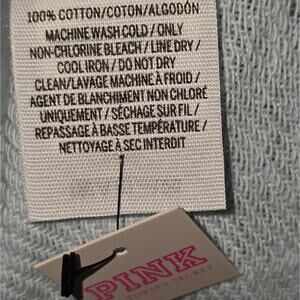 100% COTTON/COTON/ALGODÓN
MACHINE WASH COLD / ONLY
NON-CHLORINE BLEACH / LINE DRY /
COOL IRON / DO NOT DRY
CLEAN/LAVAGE MACHINE À FROID /
AGENT DE BLANCHIMENT NON CHLORÉ
UNIQUEMENT / SÉCHAGE SUR FIL /
REPASSAGE À BASSE TEMPÉRATURE /
NETTOYAGE À SEC INTERDIT
PINK
VICTORIA'S SECRET